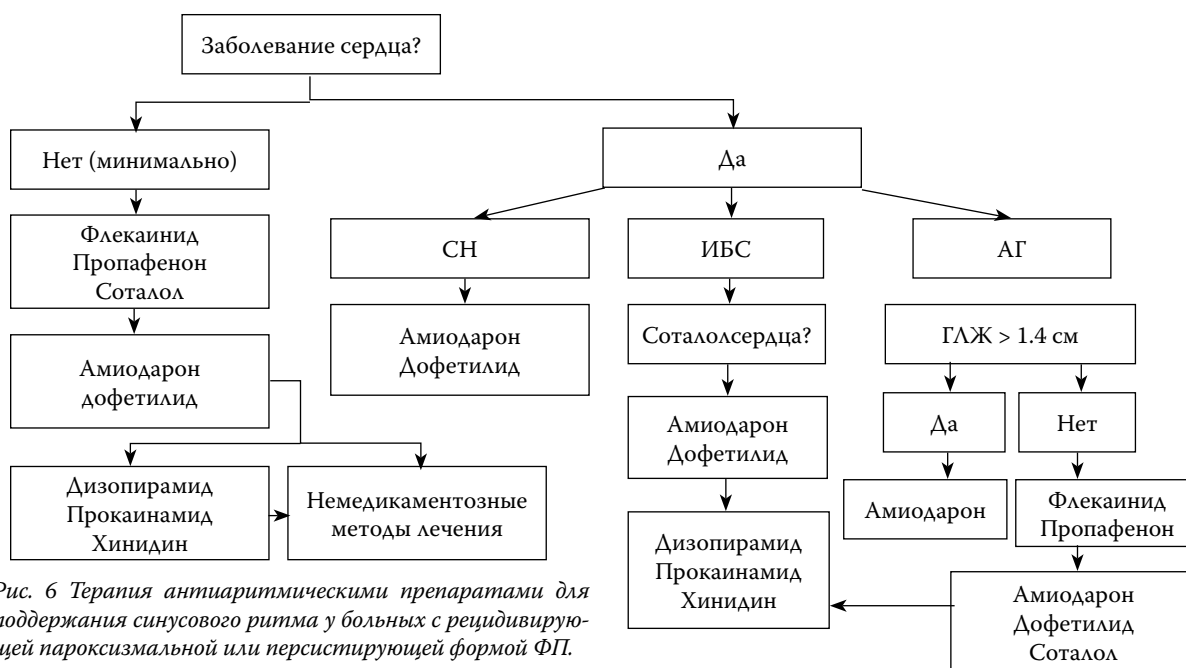 Заболевание сердца?
Нет (минимально)
Да
Флекаинид
Пропафенон
Соталол
СН
ИБС
АГ
Амиодарон
дофетилид
Амиодарон
Дофетилид
Соталолсердца?
ГЛЖ > 1.4 см
Амиодарон
Дофетилид
Да
Нет
Дизопирамид
Прокаинамид
Хинидин
Немедикаментозные
методы лечения
Амиодарон
Флекаинид
Пропафенон
Дизопирамид
Прокаинамид
Хинидин
Амиодарон
Дофетилид
Соталол
Рис. 6 Терапия антиаритмическими препаратами для
поддержания синусового ритма у больных с рецидивирую-
щей пароксизмальной или персистирующей формой ФП.